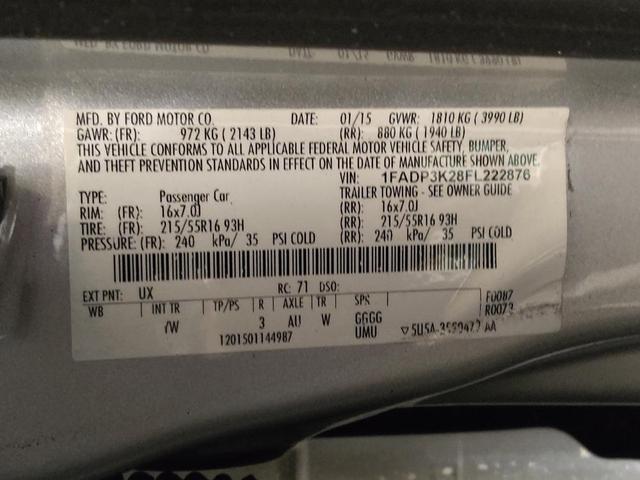 MFD. BY FORD MOTOR CO. DATE: 01/15 GVWR: 1810 KG ( 3990 LB)
GAWR: (FR): 972 KG ( 2143 LB) (RR): 880 KG ( 1940 LB)
THIS VEHICLE CONFORMS TO ALL APPLICABLE FEDERAL MOTOR VEHICLE SAFETY, BUMPER,
AND THEFT PREVENTION STANDARDS IN EFFECT ON THE DATE OF MANUFACTURE SHOWN ABOVE.
VIN: 1FADP3K28FL222876
TYPE: Passenger Car TRAILER TOWING - SEE OWNER GUIDE
RIM: (FR): 16x7.0J (RR): 16x7.0J
TIRE: (FR): 215/55R16 93H (RR): 215/55R16 93H
PRESSURE: (FR): 240 kPa/ 35 PSI COLD (RR): 240 kPa/ 35 PSI COLD
EXT PNT: UX RC: 71 DSO: F0087
WB INT TR TP/PS R AXLE TR SPR R0073
/W 3 AU W GGGG
1201501144987 UMU ▽5U5A- AA